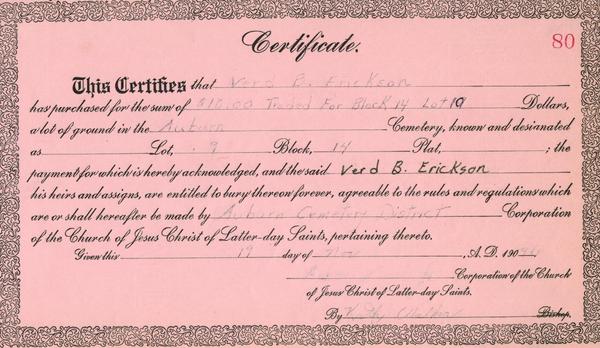 Certificate.
80
This Certifies that Verd B. Erickson
has purchased for the sum of $10.00 Traded For Block 14 Lot 19 Dollars,
a lot of ground in the Auburn Cemetery, known and designated
as Lot, 9 Block, 14 Plat, ; the
payment for which is hereby acknowledged, and the said Verd B. Erickson
his heirs and assigns, are entitled to bury thereon forever, agreeable to the rules and regulations which
are or shall hereafter be made by Auburn Cemetery District Corporation
of the Church of Jesus Christ of Latter-day Saints, pertaining thereto.
Given this 19 day of Nov , A. D. 190
Corporation of the Church
of Jesus Christ of Latter-day Saints.
By Bishop.